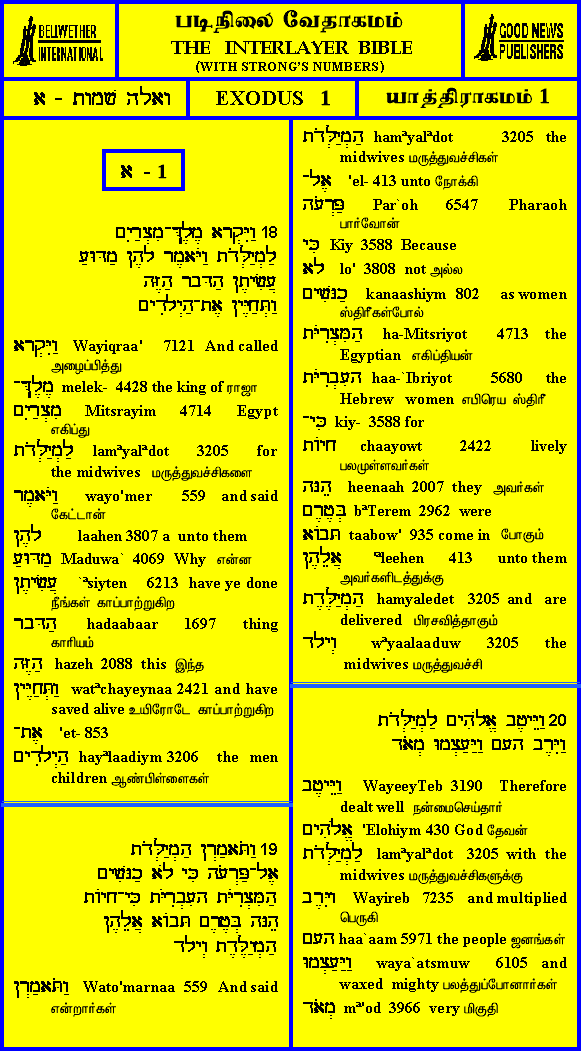 BELLWETHER
INTERNATIONAL
படிநிலை வேதாகமம்
THE INTERLAYER BIBLE
(WITH STRONG'S NUMBERS)
GOOD NEWS
PUBLISHERS
ואלה שמות - א
EXODUS 1
யாத்திராகமம் 1
א - 1
18 וַיִּקְרָא מֶלֶךְ־מִצְרַיִם
לַמְיַלְּדֹת וַיֹּאמֶר לָהֶן מַדּוּעַ
עֲשִׂיתֶן הַדָּבָר הַזֶּה
וַתְּחַיֶּיןָ אֶת־הַיְלָדִים
וַיִּקְרָא Wayiqraa' 7121 And called
அழைப்பித்து
מֶלֶךְ־ melek- 4428 the king of ராஜா
מִצְרַיִם Mitsrayim 4714 Egypt
எகிப்து
לַמְיַלְּדֹת lamᵃyalᵃdot 3205 for
the midwives மருத்துவச்சிகளை
וַיֹּאמֶר wayo'mer 559 and said
கேட்டான்
לָהֶן laahen 3807 a unto them
מַדּוּעַ Maduwa` 4069 Why என்ன
עֲשִׂיתֶן `ᵃsiyten 6213 have ye done
நீங்கள் காப்பாற்றுகிற
הַדָּבָר hadaabaar 1697 thing
காரியம்
הַזֶּה hazeh 2088 this இந்த
וַתְּחַיֶּיןָ watᵃchayeynaa 2421 and have
saved alive உயிரோடே காப்பாற்றுகிற
אֶת־ 'et- 853
הַיְלָדִים hayᵃlaadiym 3206 the men
children ஆண்பிள்ளைகள்
19 וַתֹּאמַרְןָ הַמְיַלְּדֹת
אֶל־פַּרְעֹה כִּי לֹא כַנָּשִׁים
הַמִּצְרִיֹּת הָעִבְרִיֹּת כִּי־חָיוֹת
הֵנָּה בְּטֶרֶם תָּבוֹא אֲלֵהֶן
הַמְיַלֶּדֶת וְיָלָד
וַתֹּאמַרְןָ Wato'marnaa 559 And said
என்றார்கள்
הַמְיַלְּדֹת hamᵃyalᵃdot 3205 the
midwives மருத்துவச்சிகள்
אֶל־ 'el- 413 unto நோக்கி
פַּרְעֹה Par`oh 6547 Pharaoh
பார்வோன்
כִּי Kiy 3588 Because
לֹא lo' 3808 not அல்ல
כַנָּשִׁים kanaashiym 802 as women
ஸ்திரீகள்போல்
הַמִּצְרִיֹּת ha-Mitsriyot 4713 the
Egyptian எகிப்தியன்
הָעִבְרִיֹּת haa-`Ibriyot 5680 the
Hebrew women எபிரெய ஸ்திரீ
כִּי־ kiy- 3588 for
חָיוֹת chaayowt 2422 lively
பலமுள்ளவர்கள்
הֵנָּה heenaah 2007 they அவர்கள்
בְּטֶרֶם bᵃTerem 2962 were
תָּבוֹא taabow' 935 come in போகும்
אֲלֵהֶן 'ᵃleehen 413 unto them
அவர்களிடத்துக்கு
הַמְיַלֶּדֶת hamyaledet 3205 and are
delivered பிரசவித்தாகும்
וְיָלָד wᵃyaalaaduw 3205 the
midwives மருத்துவச்சி
20 וַיֵּיטֶב אֱלֹהִים לַמְיַלְּדֹת
וַיִּרֶב הָעָם וַיַּעַצְמוּ מְאֹד
וַיֵּיטֶב WayeeyTeb 3190 Therefore
dealt well நன்மைசெய்தார்
אֱלֹהִים 'Elohiym 430 God தேவன்
לַמְיַלְּדֹת lamᵃyalᵃdot 3205 with the
midwives மருத்துவச்சிகளுக்கு
וַיִּרֶב Wayireb 7235 and multiplied
பெருகி
הָעָם haa`aam 5971 the people ஜனங்கள்
וַיַּעַצְמוּ waya`atsmuw 6105 and
waxed mighty பலத்துப்போனார்கள்
מְאֹד mᵃ'od 3966 very மிகுதி